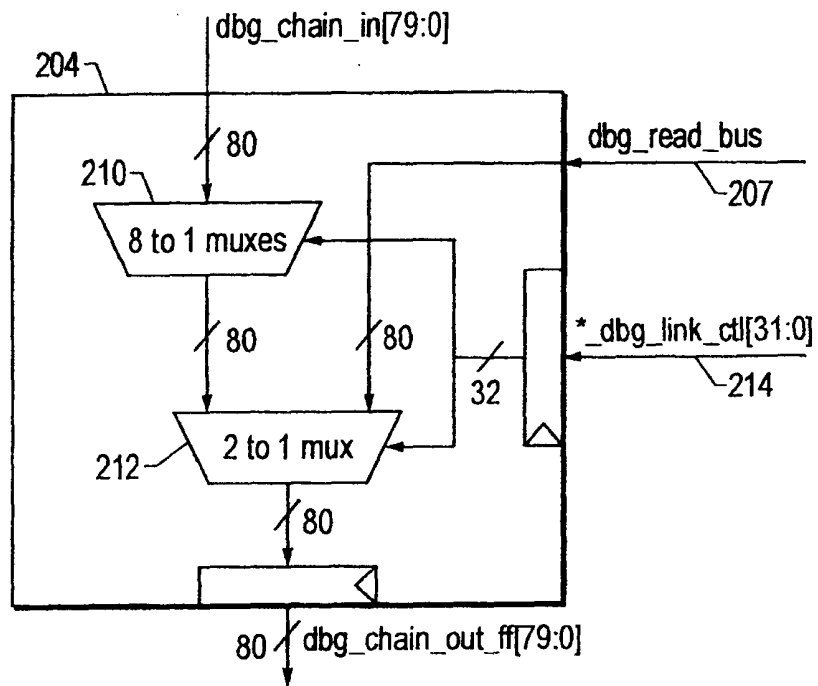 dbg_chain_in[79:0]
204
80
dbg_read_bus
210
207
8 to 1 muxes
*_dbg_link_ctl[31:0]
80
80
32
214
2 to 1 mux
212
80
80
dbg_chain_out_ff[79:0]